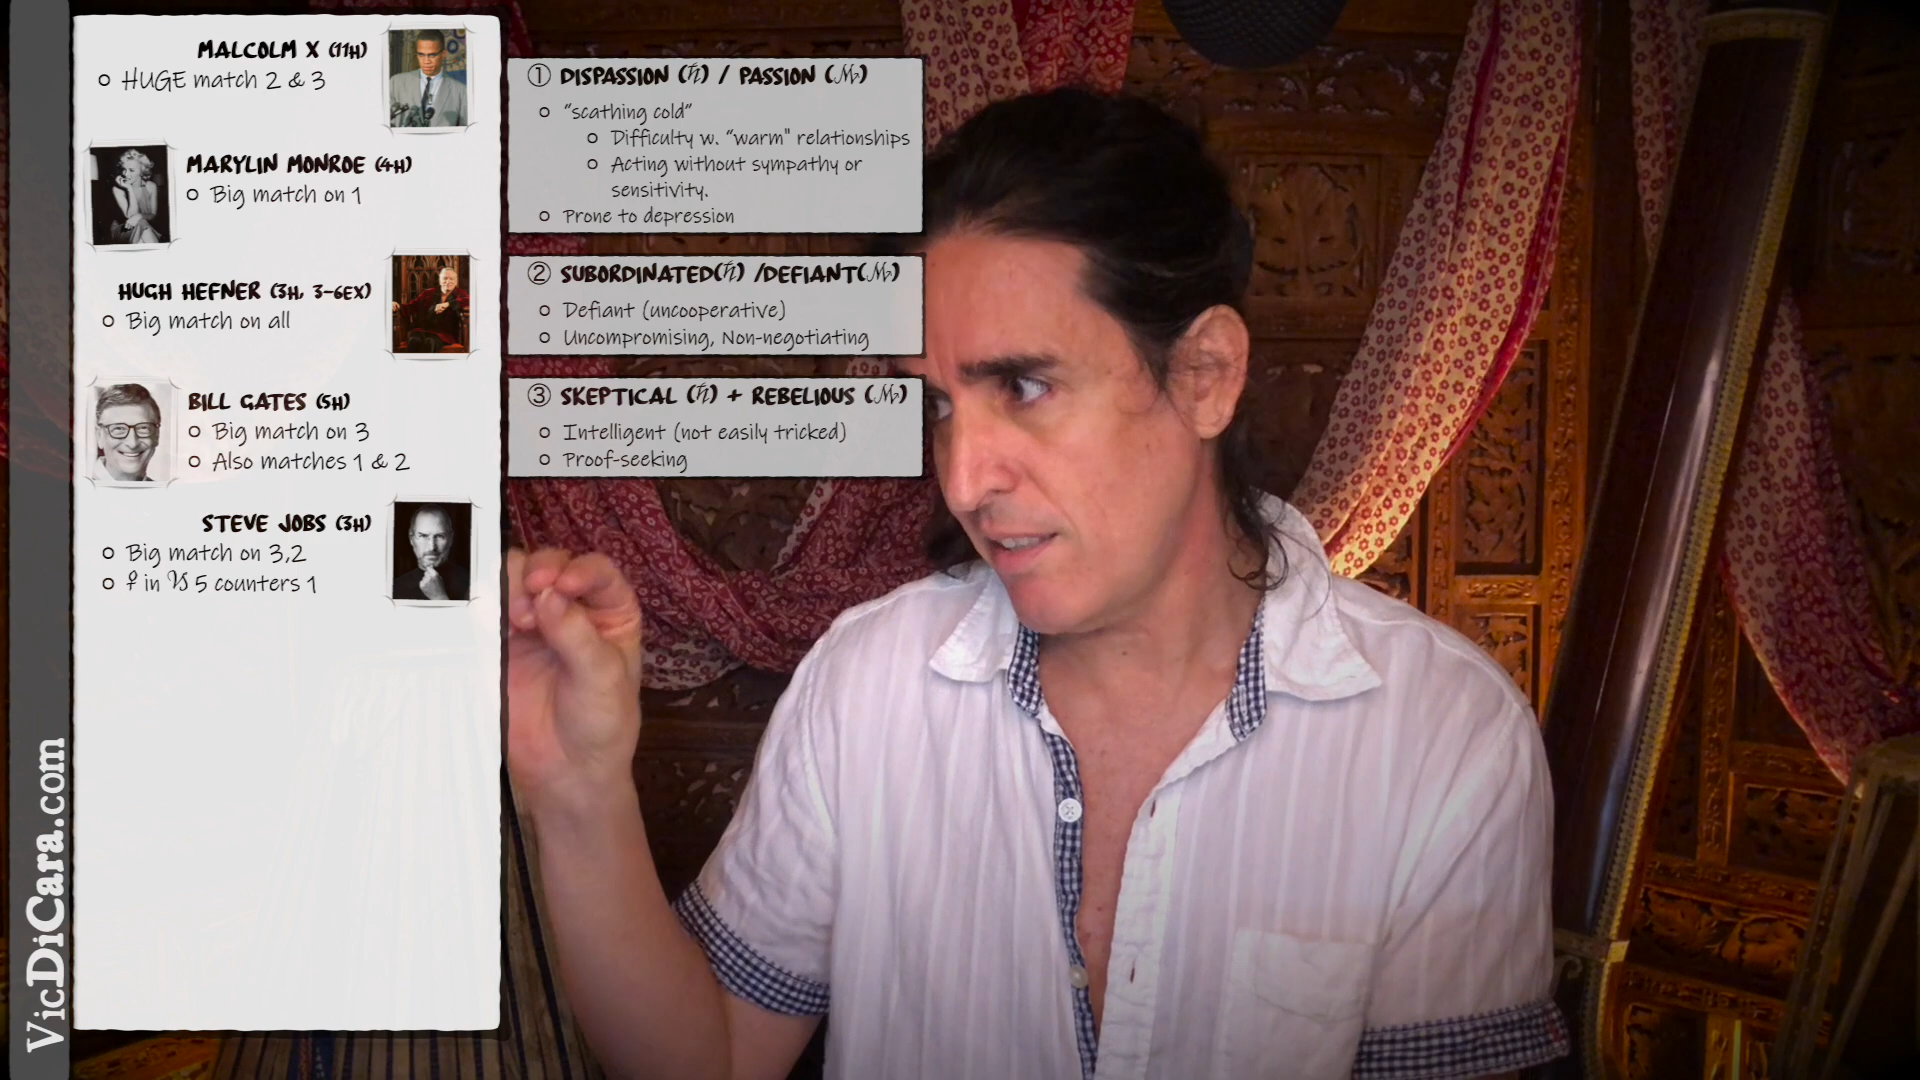 MALCOLM X (11H)
○ HUGE match 2 & 3
MARYLIN MONROE (4H)
○ Big match on 1
HUGH HEFNER (3H, 3-6EX)
○ Big match on all
BILL GATES (5H)
○ Big match on 3
○ Also matches 1 & 2
STEVE JOBS (3H)
○ Big match on 3,2
○ ♀ in ♑ 5 counters 1
① DISPASSION (♄) / PASSION (♏)
○ "scathing cold"
○ Difficulty w. "warm" relationships
○ Acting without sympathy or
sensitivity.
○ Prone to depression
② SUBORDINATED(♄) /DEFIANT(♏)
○ Defiant (uncooperative)
○ Uncompromising, Non-negotiating
③ SKEPTICAL (♄) + REBELIOUS (♏)
○ Intelligent (not easily tricked)
○ Proof-seeking
VicDiCara.com